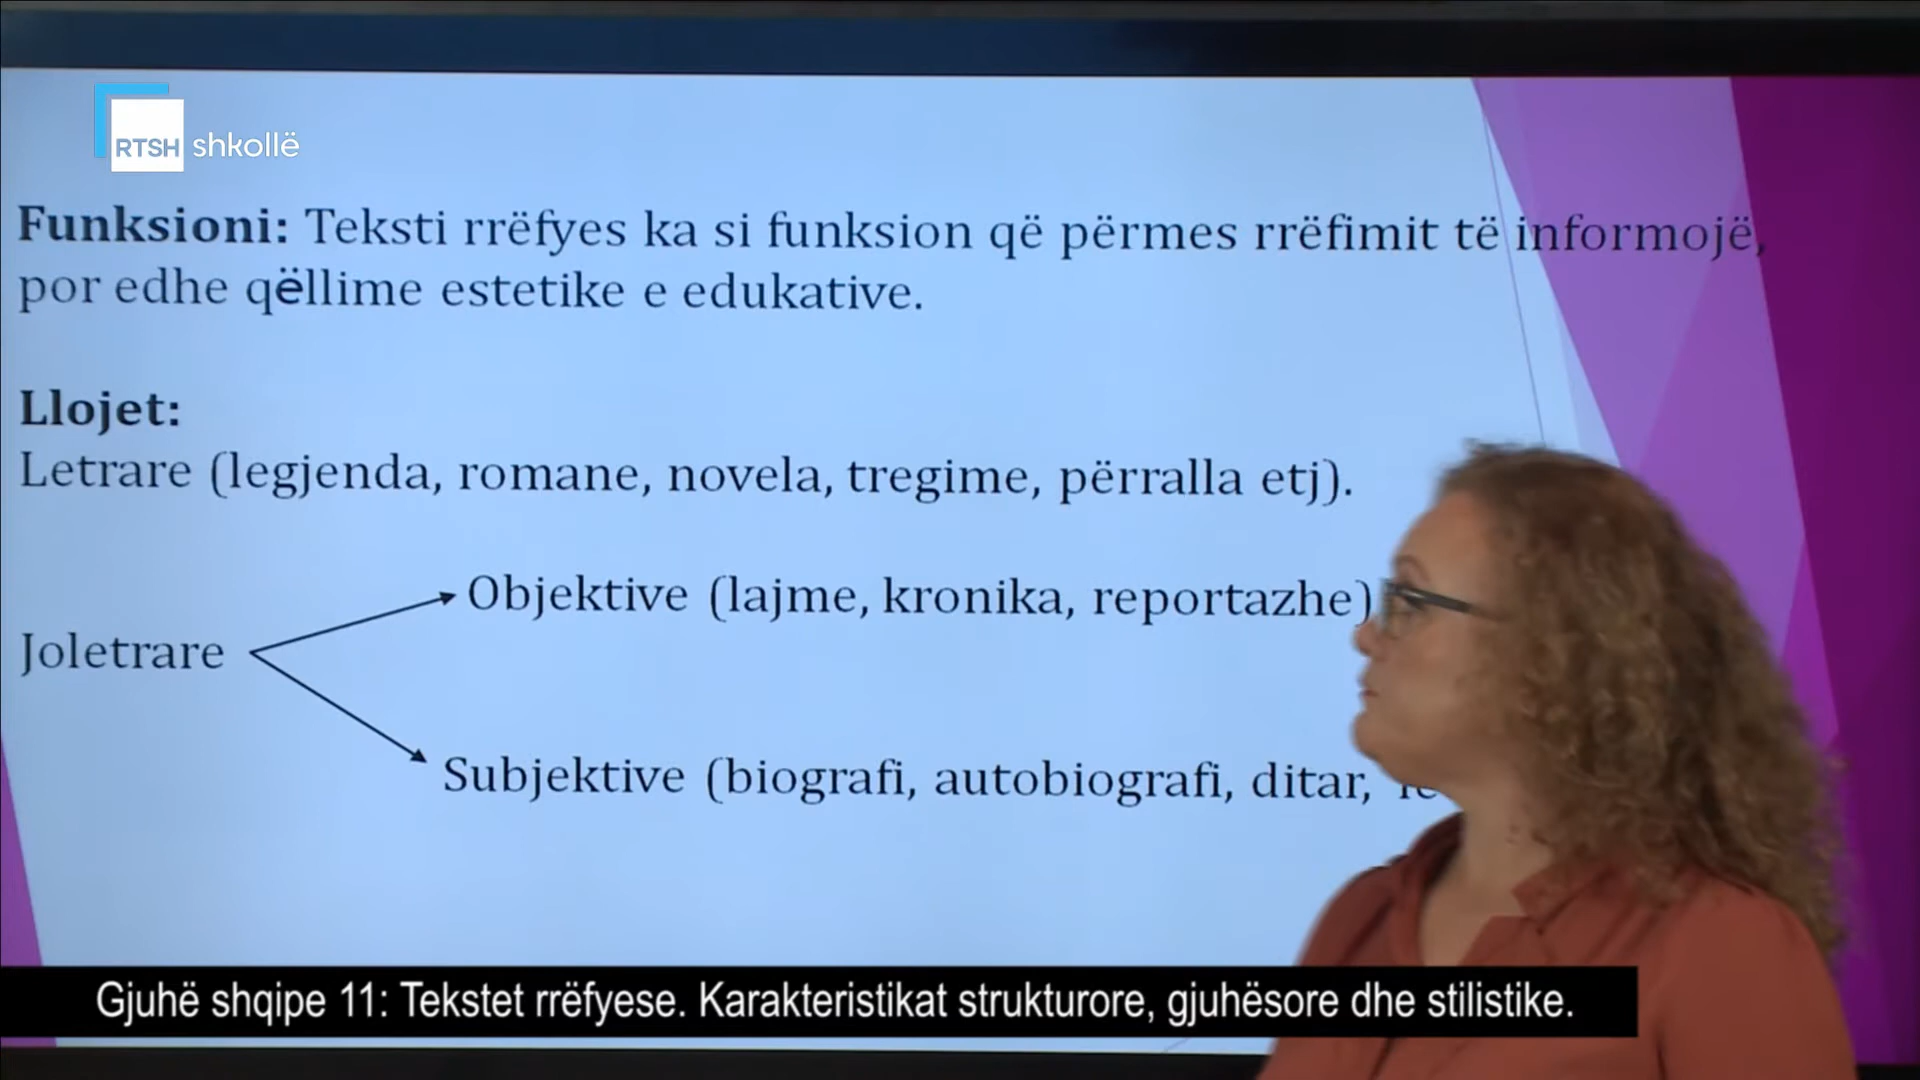 RTSH shkollë
Funksioni: Teksti rrëfyes ka si funksion që përmes rrëfimit të informojë,
por edhe qëllime estetike e edukative.
Llojet:
Letrare (legjenda, romane, novela, tregime, përralla etj).
Objektive (lajme, kronika, reportazhe)
Joletrare
Subjektive (biografi, autobiografi, ditar,
Gjuhë shqipe 11: Tekstet rrëfyese. Karakteristikat strukturore, gjuhësore dhe stilistike.